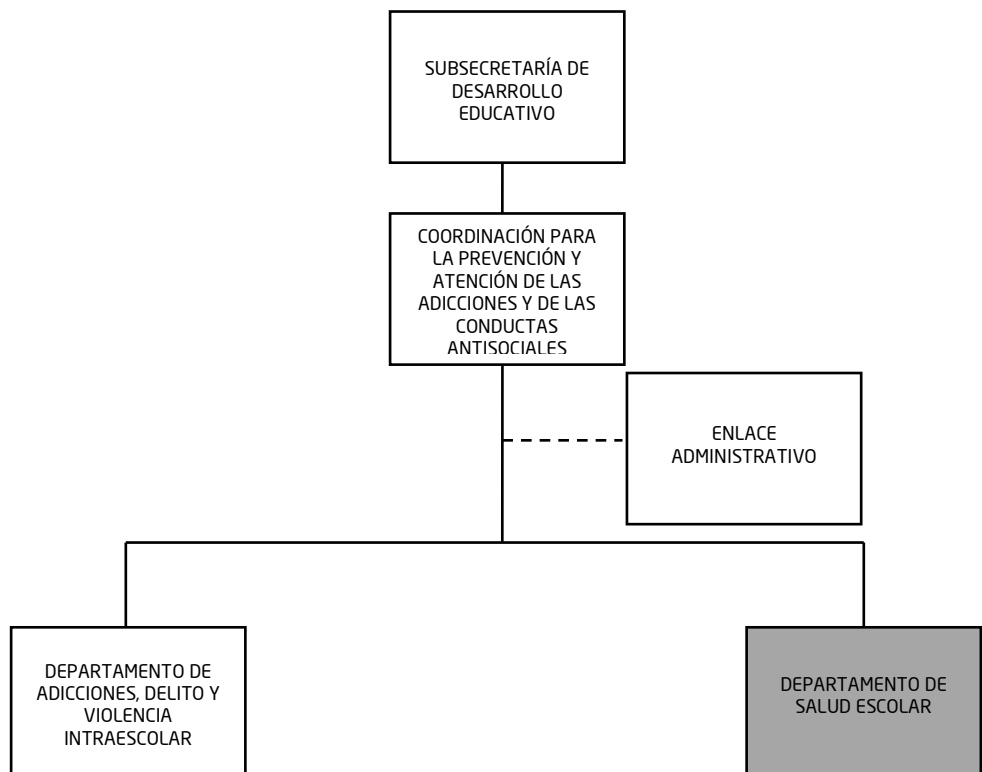 SUBSECRETARÍA DE
DESARROLLO
EDUCATIVO
COORDINACIÓN PARA
LA PREVENCIÓN Y
ATENCIÓN DE LAS
ADICCIONES Y DE LAS
CONDUCTAS
ANTISOCIALES
ENLACE
ADMINISTRATIVO
DEPARTAMENTO DE
ADICCIONES, DELITO Y
VIOLENCIA
INTRAESCOLAR
DEPARTAMENTO DE
SALUD ESCOLAR